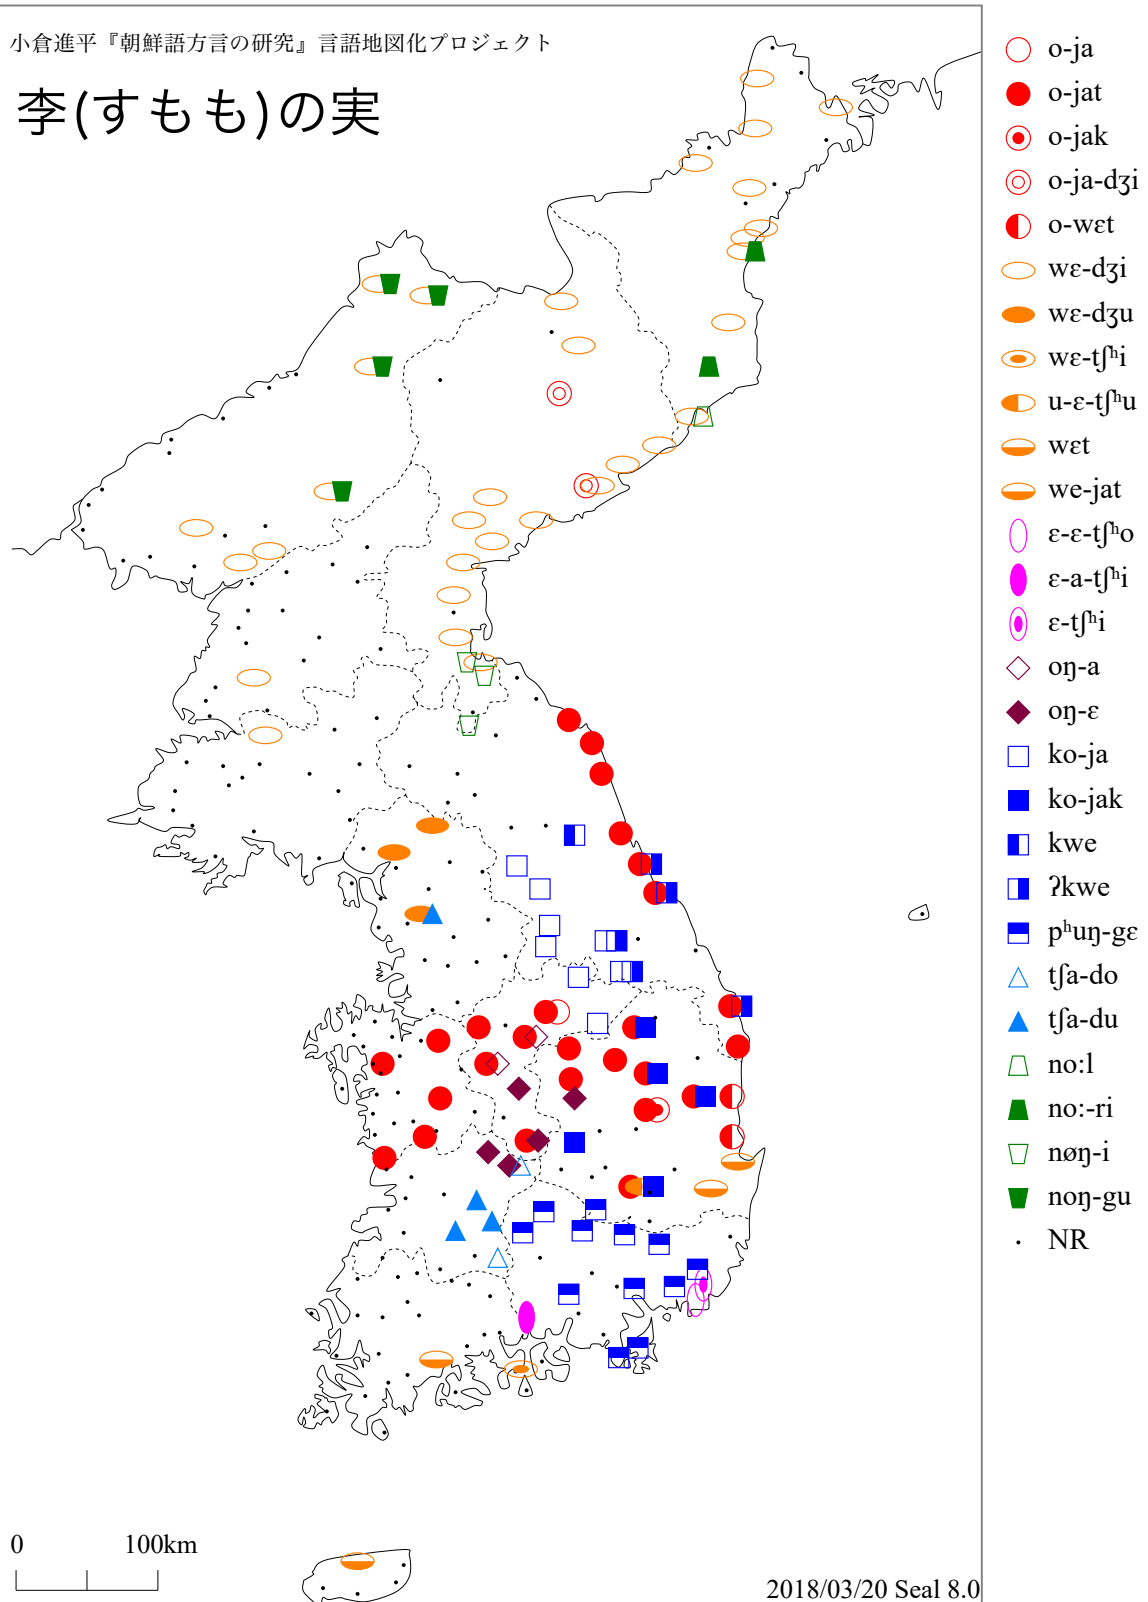 小倉進平『朝鮮語方言の研究』言語地図化プロジェクト
李(すもも)の実
o-ja
o-jat
o-jak
o-ja-dʒi
o-wɛt
wɛ-dʒi
wɛ-dʒu
wɛ-tʃʰi
u-ɛ-tʃʰu
wɛt
we-jat
ɛ-ɛ-tʃʰo
ɛ-a-tʃʰi
ɛ-tʃʰi
oŋ-a
oŋ-ɛ
ko-ja
ko-jak
kwe
ʔkwe
pʰuŋ-gɛ
tʃa-do
tʃa-du
no:l
no:-ri
nøŋ-i
noŋ-gu
NR
0 100km
2018/03/20 Seal 8.0